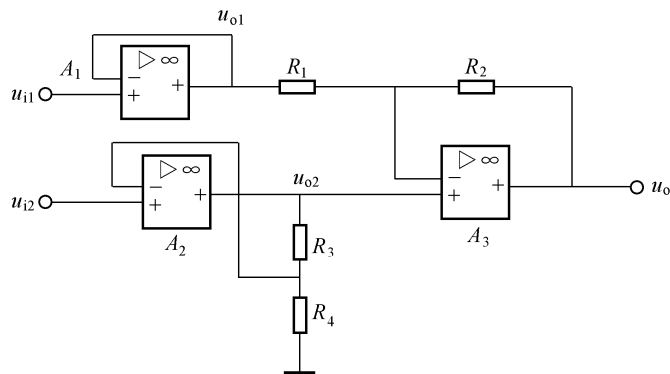 u_o1
▷ ∞
A_1
−
+
+
R_1
R_2
u_i1
▷ ∞
▷ ∞
−
+
u_o2
−
+
u_o
u_i2
+
+
A_2
A_3
R_3
R_4